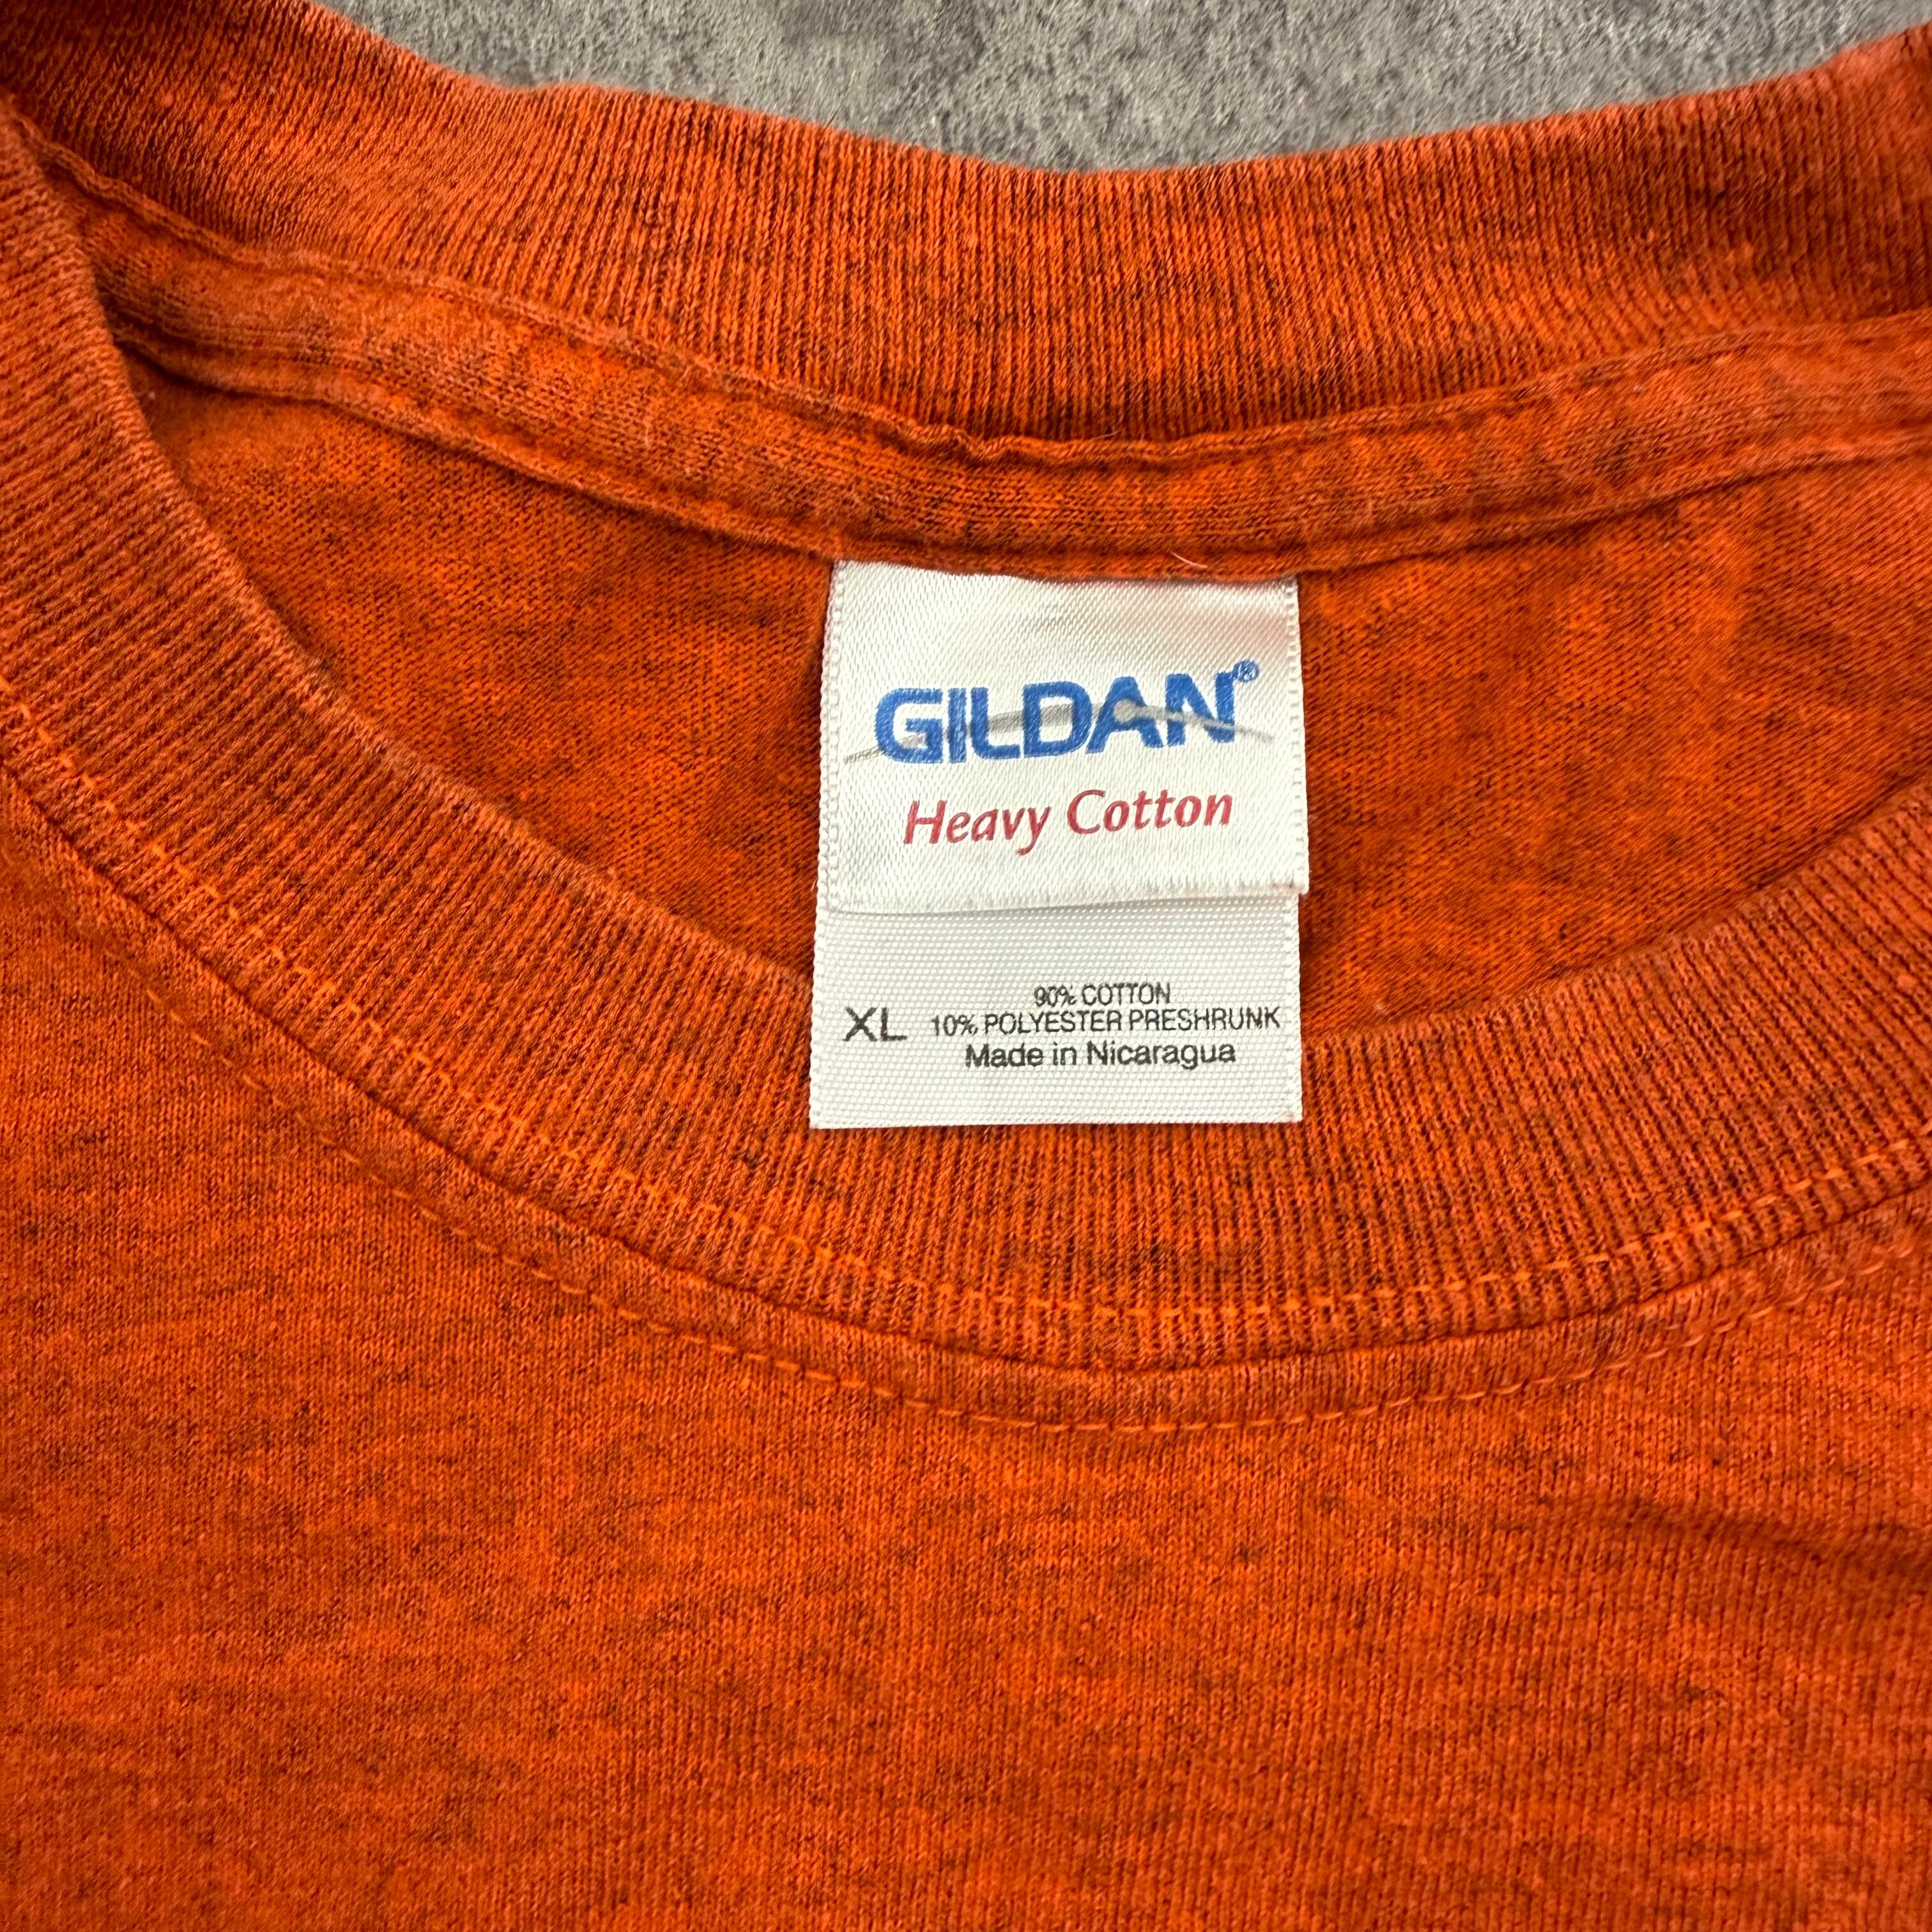 GILDAN®
Heavy Cotton
90% COTTON
XL 10% POLYESTER PRESHRUNK
Made in Nicaragua